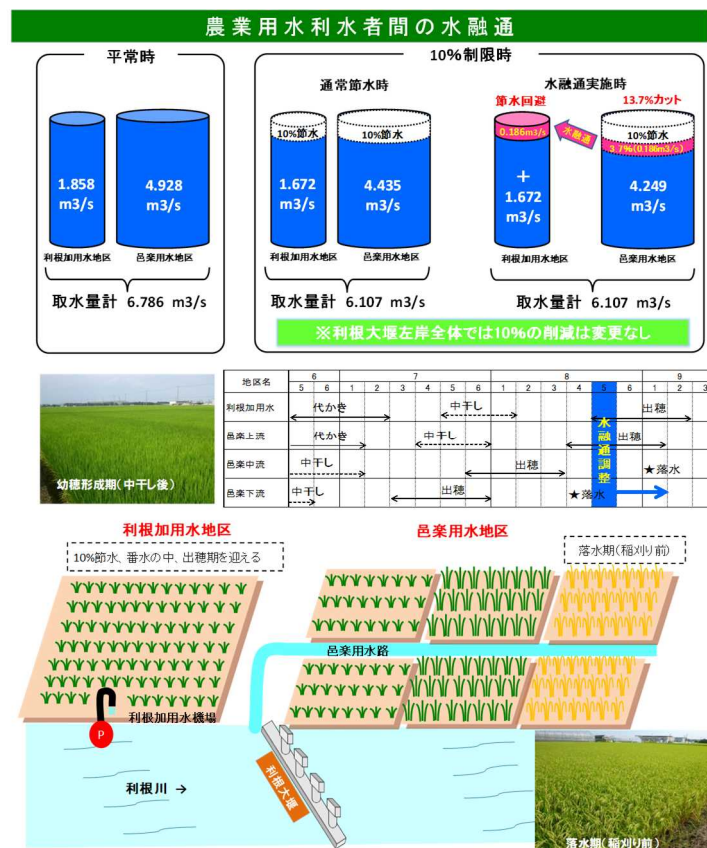 農業用水利水者間の水融通
平常時
1.858
m3/s
4.928
m3/s
利根加用水地区
邑楽用水地区
取水量計 6.786 m3/s
10%制限時
通常節水時
10%節水
10%節水
1.672
m3/s
4.435
m3/s
利根加用水地区
邑楽用水地区
取水量計 6.107 m3/s
水融通実施時
節水回避
13.7%カット
0.186m3/s
水融通
10%節水
3.7%(0.186m3/s)
+
1.672
m3/s
4.249
m3/s
利根加用水地区
邑楽用水地区
取水量計 6.107 m3/s
※利根大堰左岸全体では10%の削減は変更なし
幼穂形成期(中干し後)
地区名 6 7 8 9
5 6 1 2 3 4 5 6 1 2 3 4 5 6 1 2 3
利根加用水 代かき 中干し 出穂
邑楽上流 代かき 中干し 出穂
邑楽中流 中干し 出穂 ★落水
邑楽下流 中干し 出穂 ★落水
水融通調整
利根加用水地区
邑楽用水地区
10%節水、番水の中、出穂期を迎える
落水期(稲刈り前)
邑楽用水路
利根加用水機場
P
利根川 →
利根大堰
落水期(稲刈り前)